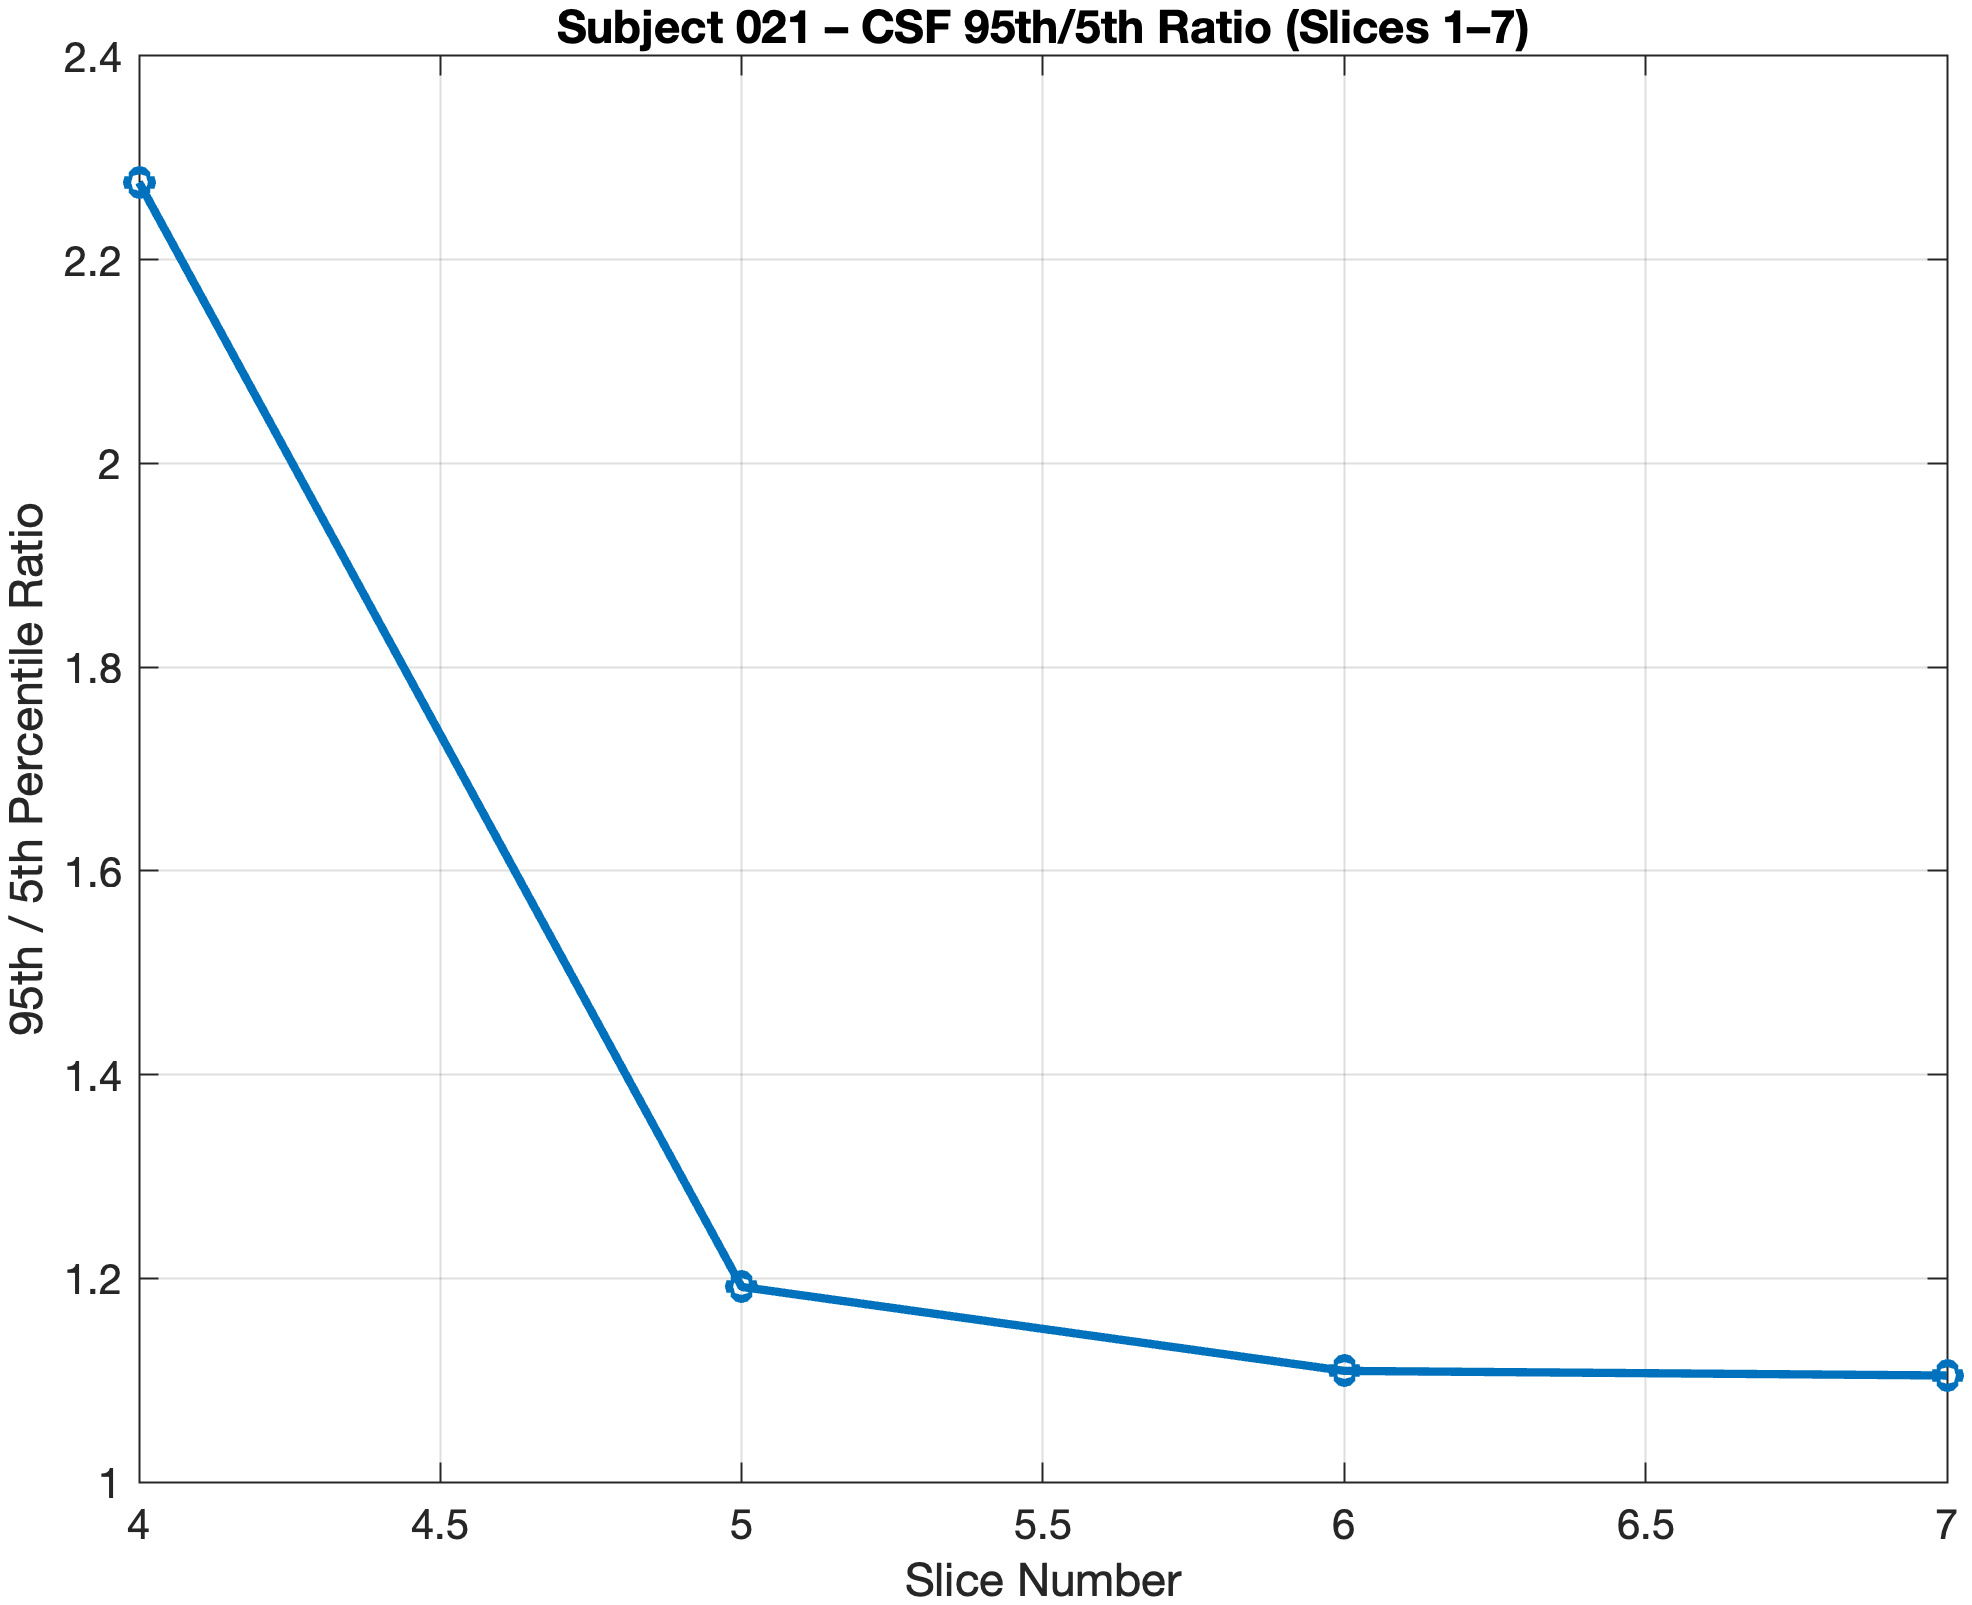 Subject 021 – CSF 95th/5th Ratio (Slices 1–7)
2.4
2.2
2
1.8
1.6
1.4
1.2
1
95th / 5th Percentile Ratio
4 4.5 5 5.5 6 6.5 7
Slice Number